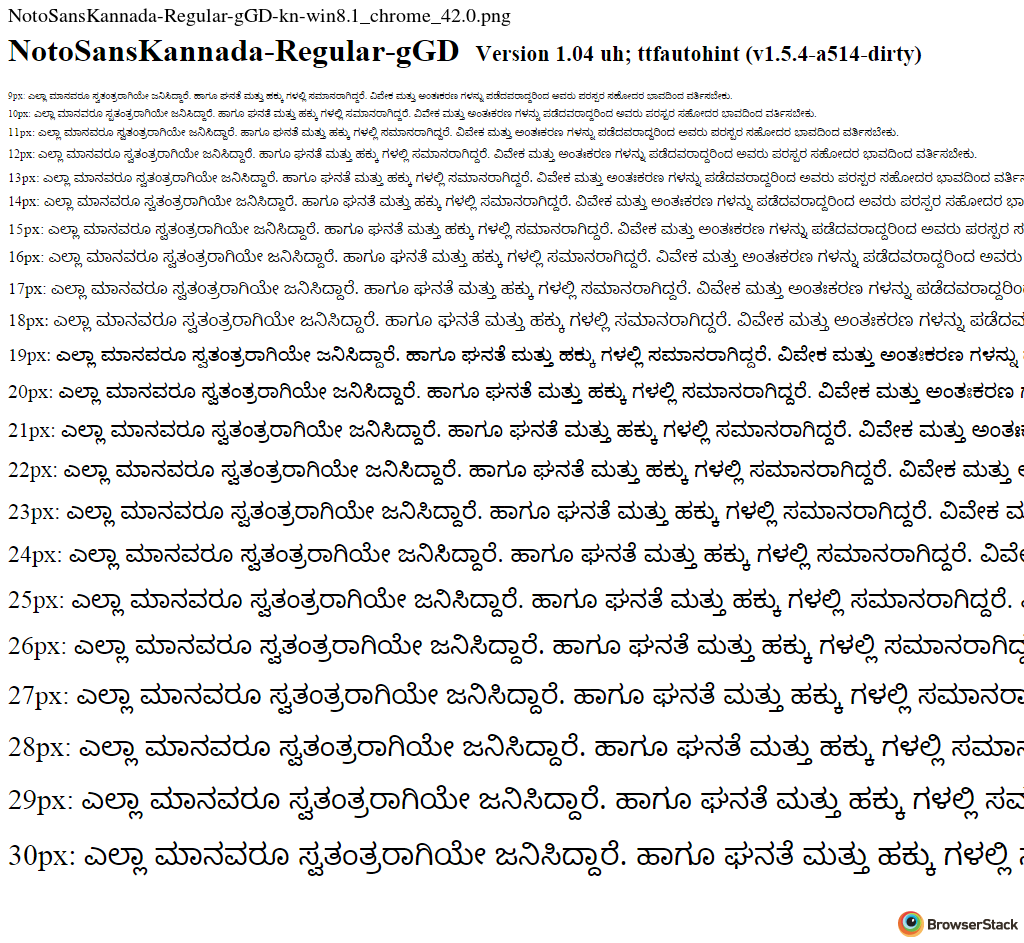 NotoSansKannada-Regular-gGD-kn-win8.1_chrome_42.0.png
NotoSansKannada-Regular-gGD Version 1.04 uh; ttfautohint (v1.5.4-a514-dirty)
9px: ಎಲ್ಲಾ ಮಾನವರೂ ಸ್ವತಂತ್ರರಾಗಿಯೇ ಜನಿಸಿದ್ದಾರೆ. ಹಾಗೂ ಘನತೆ ಮತ್ತು ಹಕ್ಕು ಗಳಲ್ಲಿ ಸಮಾನರಾಗಿದ್ದರೆ. ವಿವೇಕ ಮತ್ತು ಅಂತಃಕರಣ ಗಳನ್ನು ಪಡೆದವರಾದ್ದರಿಂದ ಅವರು ಪರಸ್ಪರ ಸಹೋದರ ಭಾವದಿಂದ ವರ್ತಿಸಬೇಕು.
10px: ಎಲ್ಲಾ ಮಾನವರೂ ಸ್ವತಂತ್ರರಾಗಿಯೇ ಜನಿಸಿದ್ದಾರೆ. ಹಾಗೂ ಘನತೆ ಮತ್ತು ಹಕ್ಕು ಗಳಲ್ಲಿ ಸಮಾನರಾಗಿದ್ದರೆ. ವಿವೇಕ ಮತ್ತು ಅಂತಃಕರಣ ಗಳನ್ನು ಪಡೆದವರಾದ್ದರಿಂದ ಅವರು ಪರಸ್ಪರ ಸಹೋದರ ಭಾವದಿಂದ ವರ್ತಿಸಬೇಕು.
11px: ಎಲ್ಲಾ ಮಾನವರೂ ಸ್ವತಂತ್ರರಾಗಿಯೇ ಜನಿಸಿದ್ದಾರೆ. ಹಾಗೂ ಘನತೆ ಮತ್ತು ಹಕ್ಕು ಗಳಲ್ಲಿ ಸಮಾನರಾಗಿದ್ದರೆ. ವಿವೇಕ ಮತ್ತು ಅಂತಃಕರಣ ಗಳನ್ನು ಪಡೆದವರಾದ್ದರಿಂದ ಅವರು ಪರಸ್ಪರ ಸಹೋದರ ಭಾವದಿಂದ ವರ್ತಿಸಬೇಕು.
12px: ಎಲ್ಲಾ ಮಾನವರೂ ಸ್ವತಂತ್ರರಾಗಿಯೇ ಜನಿಸಿದ್ದಾರೆ. ಹಾಗೂ ಘನತೆ ಮತ್ತು ಹಕ್ಕು ಗಳಲ್ಲಿ ಸಮಾನರಾಗಿದ್ದರೆ. ವಿವೇಕ ಮತ್ತು ಅಂತಃಕರಣ ಗಳನ್ನು ಪಡೆದವರಾದ್ದರಿಂದ ಅವರು ಪರಸ್ಪರ ಸಹೋದರ ಭಾವದಿಂದ ವರ್ತಿಸಬೇಕು.
13px: ಎಲ್ಲಾ ಮಾನವರೂ ಸ್ವತಂತ್ರರಾಗಿಯೇ ಜನಿಸಿದ್ದಾರೆ. ಹಾಗೂ ಘನತೆ ಮತ್ತು ಹಕ್ಕು ಗಳಲ್ಲಿ ಸಮಾನರಾಗಿದ್ದರೆ. ವಿವೇಕ ಮತ್ತು ಅಂತಃಕರಣ ಗಳನ್ನು ಪಡೆದವರಾದ್ದರಿಂದ ಅವರು ಪರಸ್ಪರ ಸಹೋದರ ಭಾವದಿಂದ
14px: ಎಲ್ಲಾ ಮಾನವರೂ ಸ್ವತಂತ್ರರಾಗಿಯೇ ಜನಿಸಿದ್ದಾರೆ. ಹಾಗೂ ಘನತೆ ಮತ್ತು ಹಕ್ಕು ಗಳಲ್ಲಿ ಸಮಾನರಾಗಿದ್ದರೆ. ವಿವೇಕ ಮತ್ತು ಅಂತಃಕರಣ ಗಳನ್ನು ಪಡೆದವರಾದ್ದರಿಂದ ಅವರು ಪರಸ್ಪರ ಸಹೋದರ ಭಾ
15px: ಎಲ್ಲಾ ಮಾನವರೂ ಸ್ವತಂತ್ರರಾಗಿಯೇ ಜನಿಸಿದ್ದಾರೆ. ಹಾಗೂ ಘನತೆ ಮತ್ತು ಹಕ್ಕು ಗಳಲ್ಲಿ ಸಮಾನರಾಗಿದ್ದರೆ. ವಿವೇಕ ಮತ್ತು ಅಂತಃಕರಣ ಗಳನ್ನು ಪಡೆದವರಾದ್ದರಿಂದ ಅವರು ಪರಸ್ಪರ ಸ
16px: ಎಲ್ಲಾ ಮಾನವರೂ ಸ್ವತಂತ್ರರಾಗಿಯೇ ಜನಿಸಿದ್ದಾರೆ. ಹಾಗೂ ಘನತೆ ಮತ್ತು ಹಕ್ಕು ಗಳಲ್ಲಿ ಸಮಾನರಾಗಿದ್ದರೆ. ವಿವೇಕ ಮತ್ತು ಅಂತಃಕರಣ ಗಳನ್ನು ಪಡೆದವರಾದ್ದರಿಂದ ಅವರು
17px: ಎಲ್ಲಾ ಮಾನವರೂ ಸ್ವತಂತ್ರರಾಗಿಯೇ ಜನಿಸಿದ್ದಾರೆ. ಹಾಗೂ ಘನತೆ ಮತ್ತು ಹಕ್ಕು ಗಳಲ್ಲಿ ಸಮಾನರಾಗಿದ್ದರೆ. ವಿವೇಕ ಮತ್ತು ಅಂತಃಕರಣ ಗಳನ್ನು ಪಡೆದವರಾದ್ದರಿಂ
18px: ಎಲ್ಲಾ ಮಾನವರೂ ಸ್ವತಂತ್ರರಾಗಿಯೇ ಜನಿಸಿದ್ದಾರೆ. ಹಾಗೂ ಘನತೆ ಮತ್ತು ಹಕ್ಕು ಗಳಲ್ಲಿ ಸಮಾನರಾಗಿದ್ದರೆ. ವಿವೇಕ ಮತ್ತು ಅಂತಃಕರಣ ಗಳನ್ನು ಪಡೆದವ
19px: ಎಲ್ಲಾ ಮಾನವರೂ ಸ್ವತಂತ್ರರಾಗಿಯೇ ಜನಿಸಿದ್ದಾರೆ. ಹಾಗೂ ಘನತೆ ಮತ್ತು ಹಕ್ಕು ಗಳಲ್ಲಿ ಸಮಾನರಾಗಿದ್ದರೆ. ವಿವೇಕ ಮತ್ತು ಅಂತಃಕರಣ ಗಳನ್ನು
20px: ಎಲ್ಲಾ ಮಾನವರೂ ಸ್ವತಂತ್ರರಾಗಿಯೇ ಜನಿಸಿದ್ದಾರೆ. ಹಾಗೂ ಘನತೆ ಮತ್ತು ಹಕ್ಕು ಗಳಲ್ಲಿ ಸಮಾನರಾಗಿದ್ದರೆ. ವಿವೇಕ ಮತ್ತು ಅಂತಃಕರಣ
21px: ಎಲ್ಲಾ ಮಾನವರೂ ಸ್ವತಂತ್ರರಾಗಿಯೇ ಜನಿಸಿದ್ದಾರೆ. ಹಾಗೂ ಘನತೆ ಮತ್ತು ಹಕ್ಕು ಗಳಲ್ಲಿ ಸಮಾನರಾಗಿದ್ದರೆ. ವಿವೇಕ ಮತ್ತು ಅಂತಃ
22px: ಎಲ್ಲಾ ಮಾನವರೂ ಸ್ವತಂತ್ರರಾಗಿಯೇ ಜನಿಸಿದ್ದಾರೆ. ಹಾಗೂ ಘನತೆ ಮತ್ತು ಹಕ್ಕು ಗಳಲ್ಲಿ ಸಮಾನರಾಗಿದ್ದರೆ. ವಿವೇಕ ಮತ್ತು
23px: ಎಲ್ಲಾ ಮಾನವರೂ ಸ್ವತಂತ್ರರಾಗಿಯೇ ಜನಿಸಿದ್ದಾರೆ. ಹಾಗೂ ಘನತೆ ಮತ್ತು ಹಕ್ಕು ಗಳಲ್ಲಿ ಸಮಾನರಾಗಿದ್ದರೆ. ವಿವೇಕ
24px: ಎಲ್ಲಾ ಮಾನವರೂ ಸ್ವತಂತ್ರರಾಗಿಯೇ ಜನಿಸಿದ್ದಾರೆ. ಹಾಗೂ ಘನತೆ ಮತ್ತು ಹಕ್ಕು ಗಳಲ್ಲಿ ಸಮಾನರಾಗಿದ್ದರೆ. ವಿವೇ
25px: ಎಲ್ಲಾ ಮಾನವರೂ ಸ್ವತಂತ್ರರಾಗಿಯೇ ಜನಿಸಿದ್ದಾರೆ. ಹಾಗೂ ಘನತೆ ಮತ್ತು ಹಕ್ಕು ಗಳಲ್ಲಿ ಸಮಾನರಾಗಿದ್ದರೆ.
26px: ಎಲ್ಲಾ ಮಾನವರೂ ಸ್ವತಂತ್ರರಾಗಿಯೇ ಜನಿಸಿದ್ದಾರೆ. ಹಾಗೂ ಘನತೆ ಮತ್ತು ಹಕ್ಕು ಗಳಲ್ಲಿ ಸಮಾನರಾಗಿದ್ದ
27px: ಎಲ್ಲಾ ಮಾನವರೂ ಸ್ವತಂತ್ರರಾಗಿಯೇ ಜನಿಸಿದ್ದಾರೆ. ಹಾಗೂ ಘನತೆ ಮತ್ತು ಹಕ್ಕು ಗಳಲ್ಲಿ ಸಮಾನರಾ
28px: ಎಲ್ಲಾ ಮಾನವರೂ ಸ್ವತಂತ್ರರಾಗಿಯೇ ಜನಿಸಿದ್ದಾರೆ. ಹಾಗೂ ಘನತೆ ಮತ್ತು ಹಕ್ಕು ಗಳಲ್ಲಿ ಸಮಾನ
29px: ಎಲ್ಲಾ ಮಾನವರೂ ಸ್ವತಂತ್ರರಾಗಿಯೇ ಜನಿಸಿದ್ದಾರೆ. ಹಾಗೂ ಘನತೆ ಮತ್ತು ಹಕ್ಕು ಗಳಲ್ಲಿ ಸಮ
30px: ಎಲ್ಲಾ ಮಾನವರೂ ಸ್ವತಂತ್ರರಾಗಿಯೇ ಜನಿಸಿದ್ದಾರೆ. ಹಾಗೂ ಘನತೆ ಮತ್ತು ಹಕ್ಕು ಗಳಲ್ಲಿ
BrowserStack